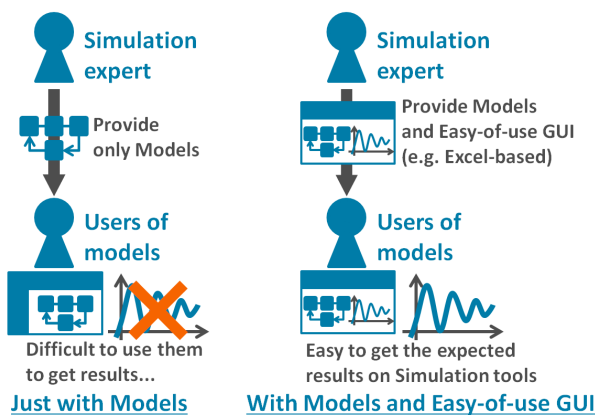 Simulation
expert
Provide
only Models
Users of
models
Difficult to use them
to get results...
Just with Models
Simulation
expert
Provide Models
and Easy-of-use GUI
(e.g. Excel-based)
Users of
models
Easy to get the expected
results on Simulation tools
With Models and Easy-of-use GUI